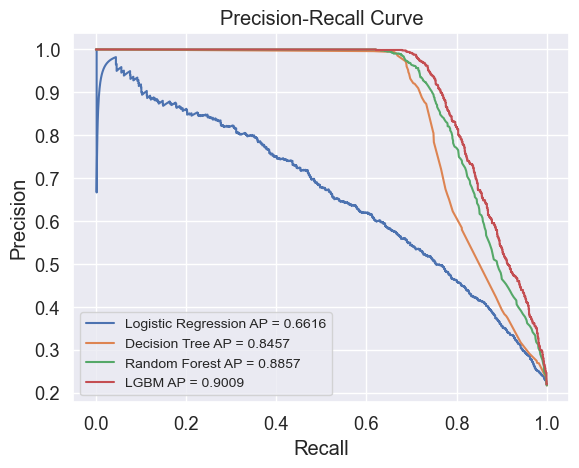 Precision-Recall Curve
1.0
0.9
0.8
0.7
0.6
0.5
0.4
0.3
0.2
Precision
Logistic Regression AP = 0.6616
Decision Tree AP = 0.8457
Random Forest AP = 0.8857
LGBM AP = 0.9009
0.0 0.2 0.4 0.6 0.8 1.0
Recall